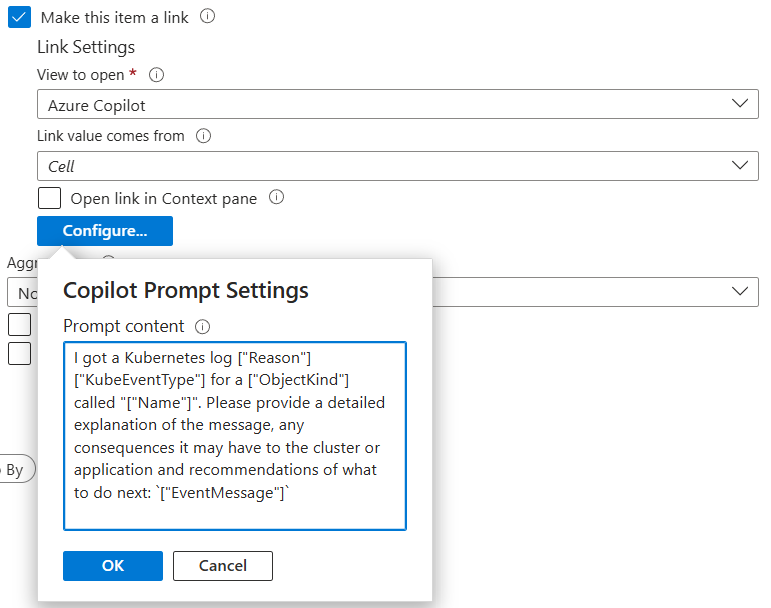 Make this item a link
Link Settings
View to open *
Azure Copilot
Link value comes from
Cell
Open link in Context pane
Configure...
Copilot Prompt Settings
Prompt content
I got a Kubernetes log ["Reason"]
["KubeEventType"] for a ["ObjectKind"]
called "["Name"]". Please provide a detailed
explanation of the message, any
consequences it may have to the cluster or
application and recommendations of what
to do next: `["EventMessage"]`
By
OK
Cancel